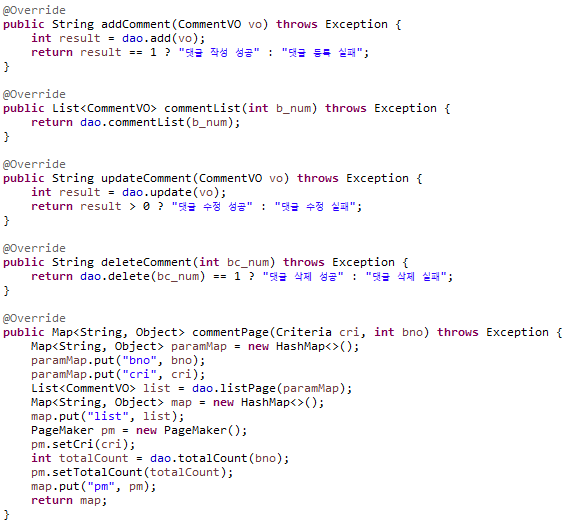 @Override
public String addComment(CommentVO vo) throws Exception {
    int result = dao.add(vo);
    return result == 1 ? "댓글 작성 성공" : "댓글 등록 실패";
}
@Override
public List<CommentVO> commentList(int b_num) throws Exception {
    return dao.commentList(b_num);
}
@Override
public String updateComment(CommentVO vo) throws Exception {
    int result = dao.update(vo);
    return result > 0 ? "댓글 수정 성공" : "댓글 수정 실패";
}
@Override
public String deleteComment(int bc_num) throws Exception {
    return dao.delete(bc_num) == 1 ? "댓글 삭제 성공" : "댓글 삭제 실패";
}
@Override
public Map<String, Object> commentPage(Criteria cri, int bno) throws Exception {
    Map<String, Object> paramMap = new HashMap<>();
    paramMap.put("bno", bno);
    paramMap.put("cri", cri);
    List<CommentVO> list = dao.listPage(paramMap);
    Map<String, Object> map = new HashMap<>();
    map.put("list", list);
    PageMaker pm = new PageMaker();
    pm.setCri(cri);
    int totalCount = dao.totalCount(bno);
    pm.setTotalCount(totalCount);
    map.put("pm", pm);
    return map;
}